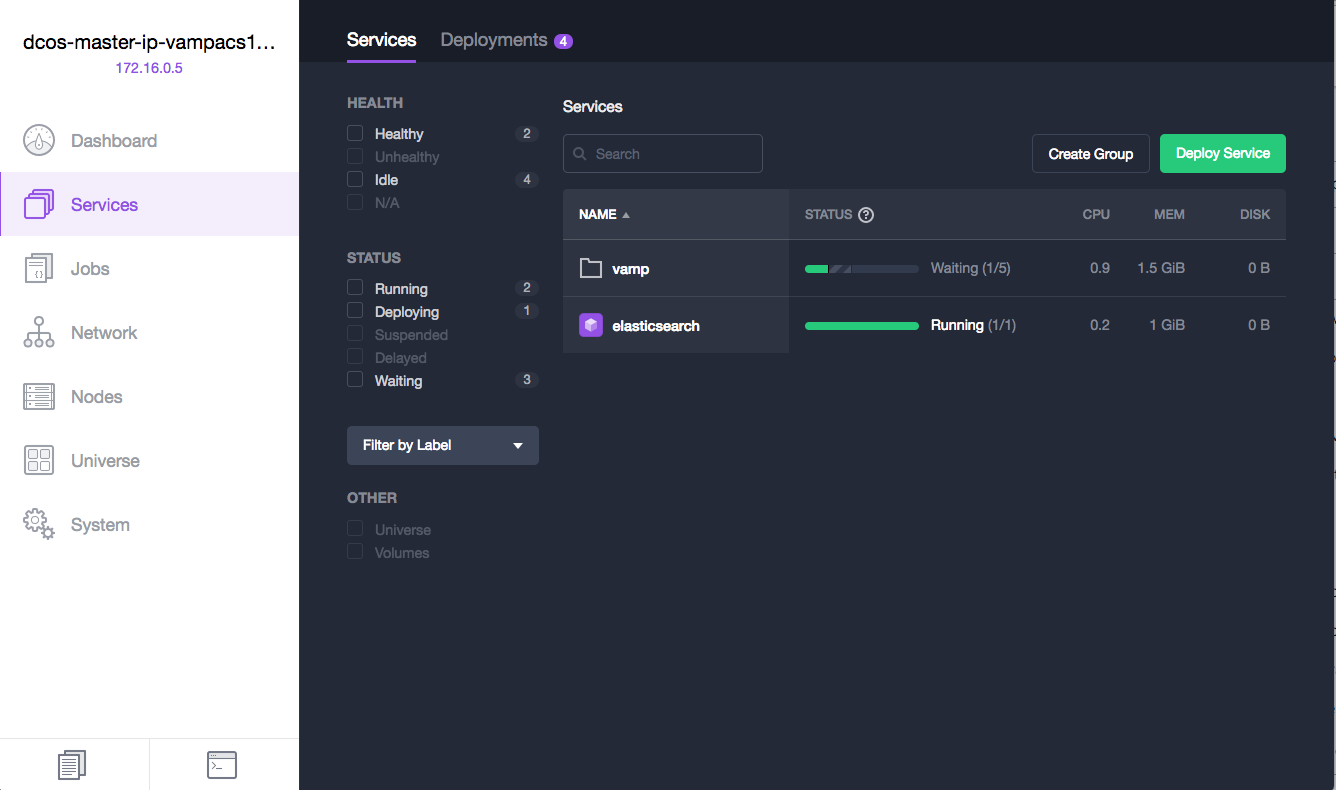 dcos-master-ip-vampacs1...
172.16.0.5
Dashboard
Services
Jobs
Network
Nodes
Universe
System
Services Deployments 4
HEALTH
Healthy 2
Unhealthy
Idle 4
N/A
STATUS
Running 2
Deploying 1
Suspended
Delayed
Waiting 3
Filter by Label
OTHER
Universe
Volumes
Services
Search Create Group Deploy Service
NAME STATUS ? CPU MEM DISK
vamp Waiting (1/5) 0.9 1.5 GiB 0 B
elasticsearch Running (1/1) 0.2 1 GiB 0 B